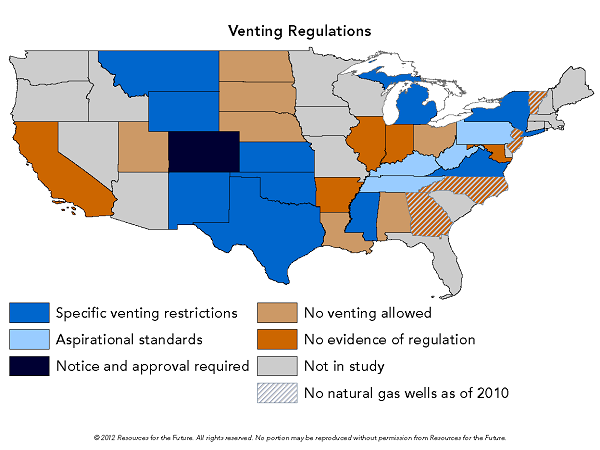 Venting Regulations
Specific venting restrictions
No venting allowed
Aspirational standards
No evidence of regulation
Notice and approval required
Not in study
No natural gas wells as of 2010
© 2012 Resources for the Future. All rights reserved. No portion may be reproduced without permission from Resources for the Future.